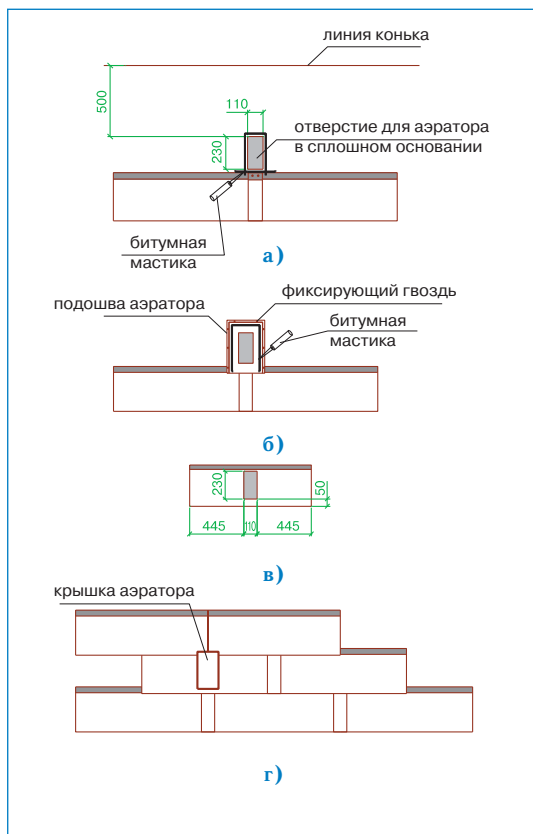 линия конька
500
110
230
отверстие для аэратора
в сплошном основании
битумная
мастика
а)
подошва аэратора
фиксирующий гвоздь
битумная
мастика
б)
230
50
445
110
445
в)
крышка аэратора
г)